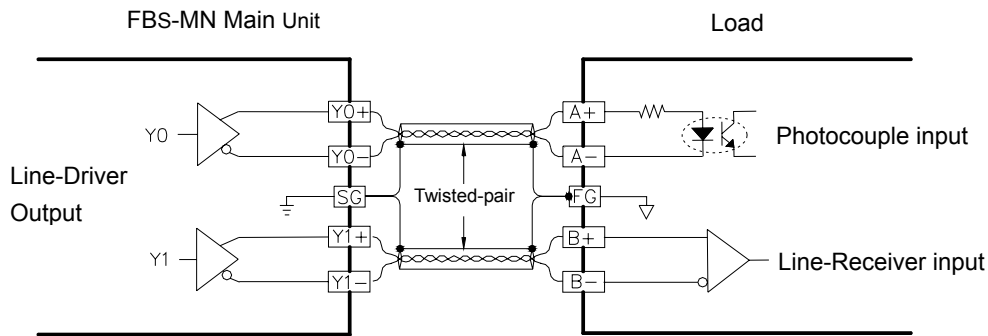 FBS-MN Main Unit
Load
Y0+
A+
Y0
Photocouple input
Y0-
A-
Line-Driver
Output
SG
Twisted-pair
FG
Y1+
B+
Y1
Line-Receiver input
Y1-
B-